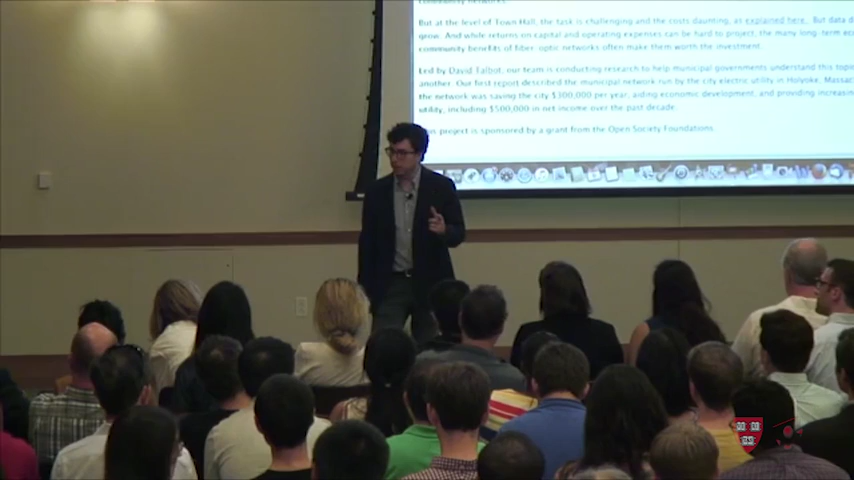 community networks.
But at the level of Town Hall, the task is challenging and the costs daunting, as explained here. But data d
grow. And while returns on capital and operating expenses can be hard to project, the many long-term eco
community benefits of fiber optic networks often make them worth the investment.
Led by David Talbot, our team is conducting research to help municipal governments understand this topic
another. Our first report described the municipal network run by the city electric utility in Holyoke, Massac
the network was saving the city $300,000 per year, aiding economic development, and providing increasin
utility, including $500,000 in net income over the past decade.
This project is sponsored by a grant from the Open Society Foundations.